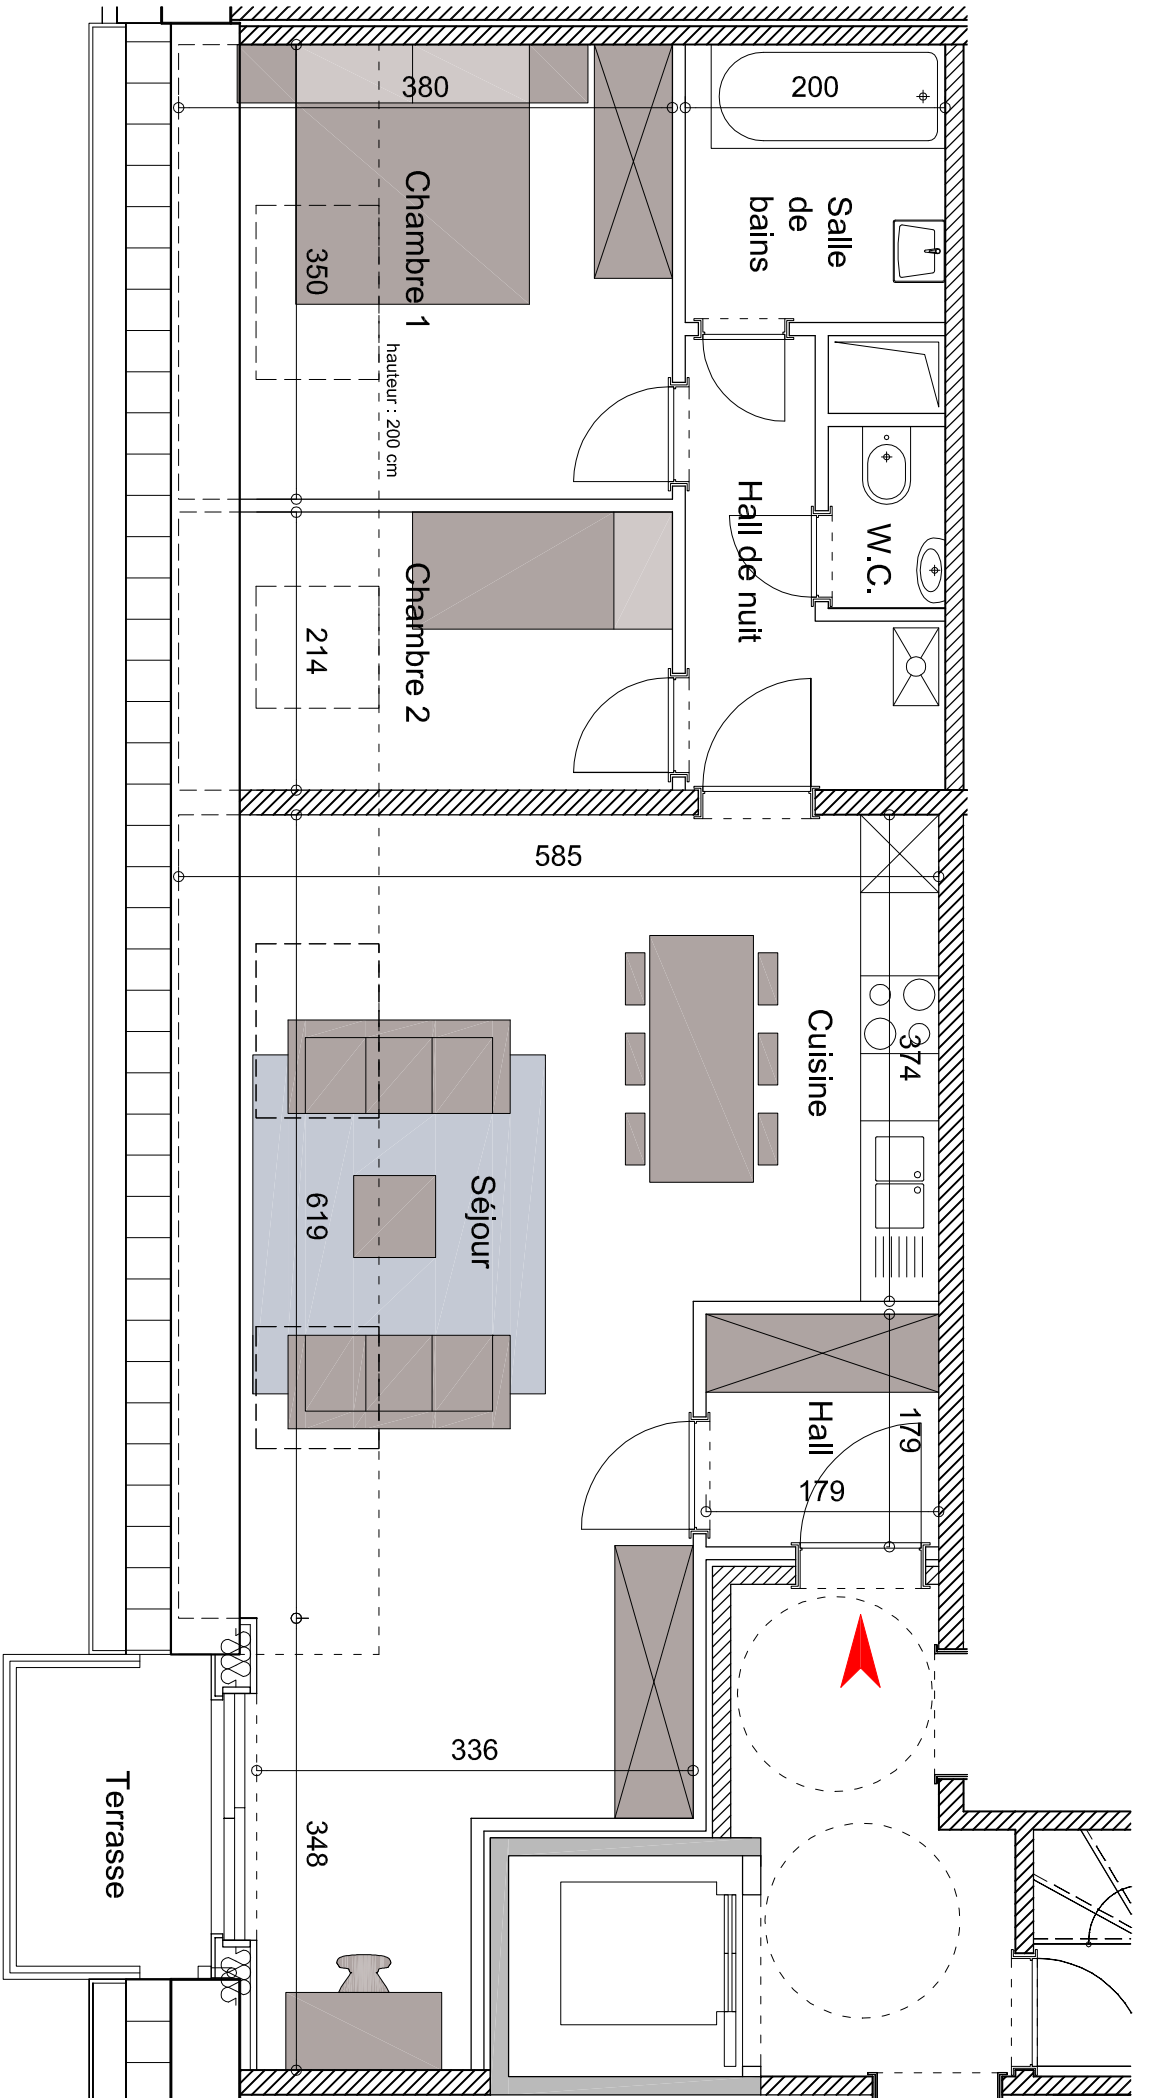 380
200
Chambre 1
350
hauteur : 200 cm
Salle
de
bains
Hall de nuit
W.C.
Chambre 2
214
585
Cuisine
374
Séjour
619
Hall
179
179
336
348
Terrasse